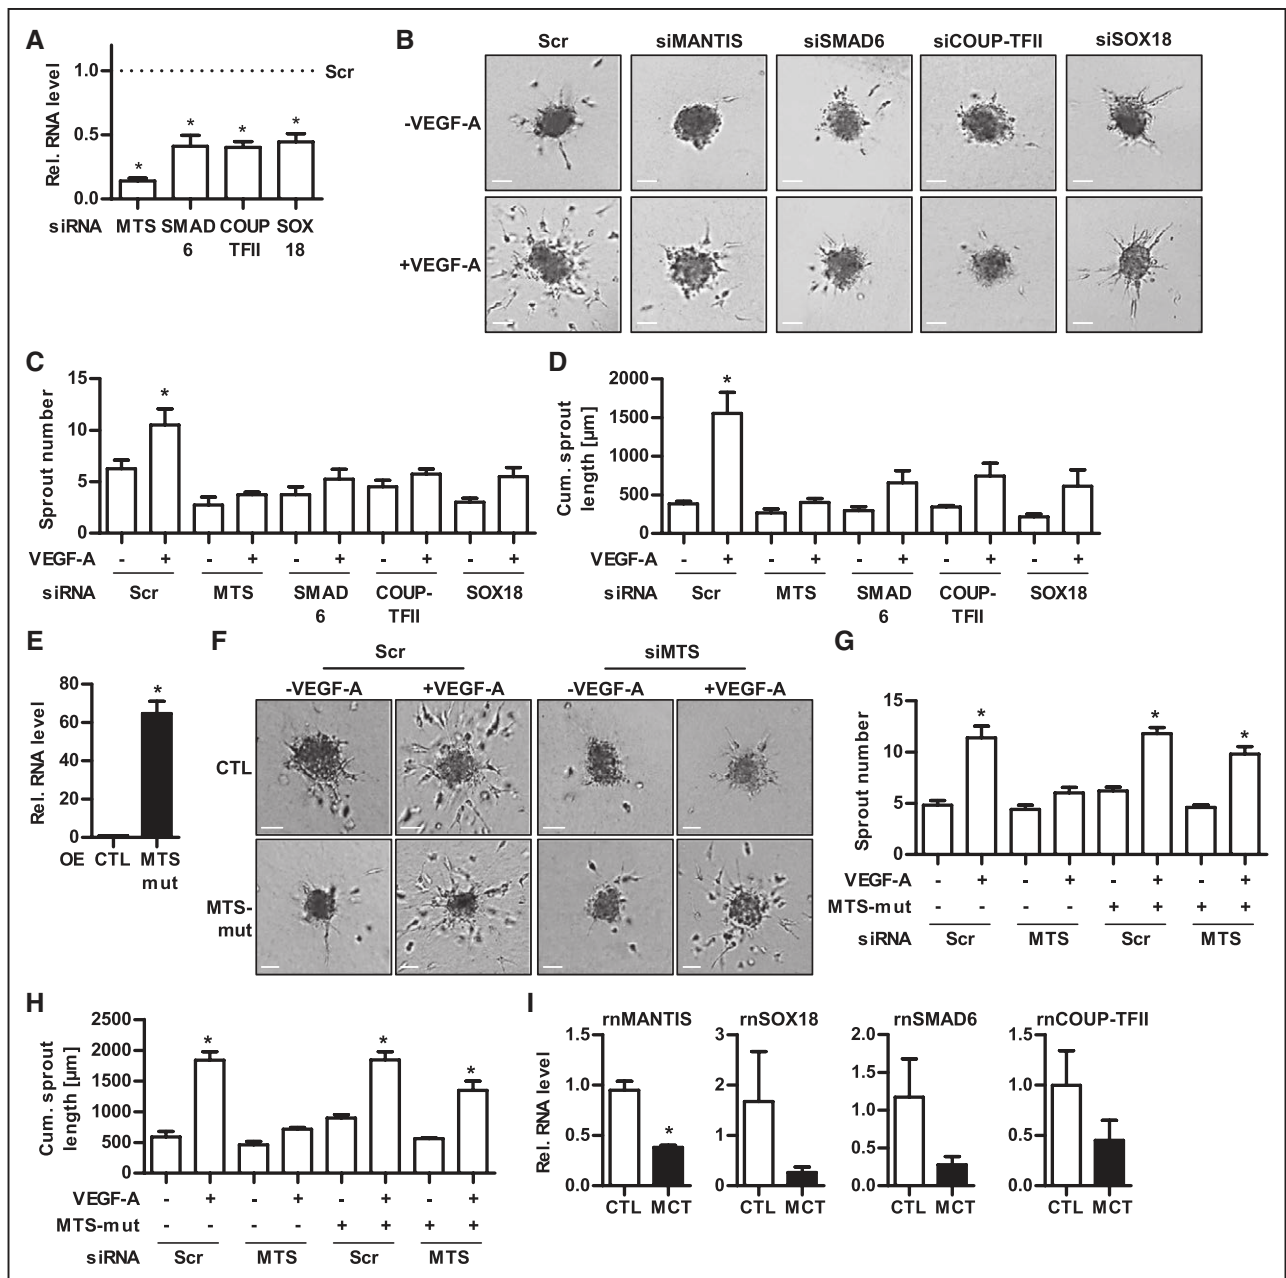 A
Rel. RNA level
1.0
0.5
0.0
Scr
*
*
*
*
siRNA MTS SMAD COUP SOX
6 TFII 18
B
Scr siMANTIS siSMAD6 siCOUP-TFII siSOX18
-VEGF-A
+VEGF-A
C
Sprout number
15
10
5
0
*
VEGF-A - + - + - + - + - +
siRNA Scr MTS SMAD COUP- SOX18
6 TFII
D
Cum. sprout
length [µm]
2000
1500
1000
500
0
*
VEGF-A - + - + - + - + - +
siRNA Scr MTS SMAD COUP- SOX18
6 TFII
E
Rel. RNA level
80
60
40
20
0
*
OE CTL MTS
mut
F
Scr siMTS
-VEGF-A +VEGF-A -VEGF-A +VEGF-A
CTL
MTS-
mut
G
Sprout number
15
10
5
0
* * *
VEGF-A - + - + - + - +
MTS-mut - - - - + + + +
siRNA Scr MTS Scr MTS
H
Cum. sprout
length [µm]
2500
2000
1500
1000
500
0
* * *
VEGF-A - + - + - + - +
MTS-mut - - - - + + + +
siRNA Scr MTS Scr MTS
I
Rel. RNA level
rnMANTIS
1.5
1.0
0.5
0.0
*
CTL MCT
rnSOX18
3
2
1
0
CTL MCT
rnSMAD6
2.0
1.5
1.0
0.5
0.0
CTL MCT
rnCOUP-TFII
1.5
1.0
0.5
0.0
CTL MCT